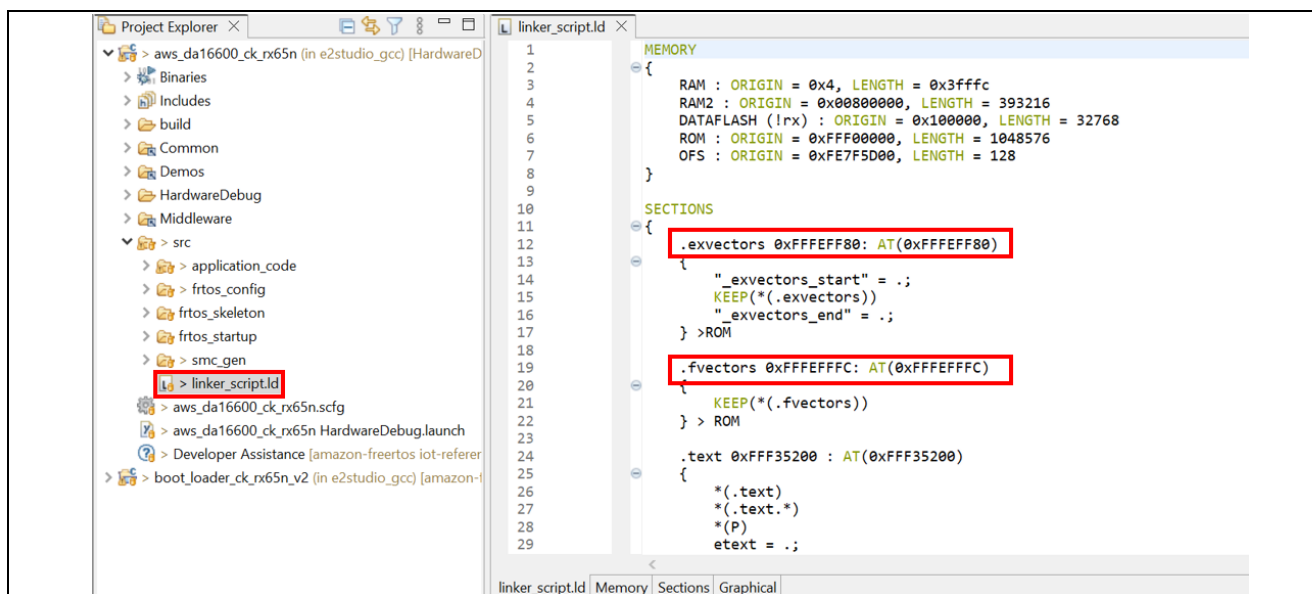 Project Explorer
> aws_da16600_ck_rx65n (in e2studio_gcc) [HardwareD
Binaries
Includes
build
Common
Demos
HardwareDebug
Middleware
> src
> application_code
> frtos_config
frtos_skeleton
frtos_startup
> smc_gen
> linker_script.ld
> aws_da16600_ck_rx65n.scfg
> aws_da16600_ck_rx65n HardwareDebug.launch
> Developer Assistance [amazon-freertos iot-referer
> boot_loader_ck_rx65n_v2 (in e2studio_gcc) [amazon-f
linker_script.ld
1 MEMORY
2 {
3 RAM : ORIGIN = 0x4, LENGTH = 0x3fffc
4 RAM2 : ORIGIN = 0x00800000, LENGTH = 393216
5 DATAFLASH (!rx) : ORIGIN = 0x100000, LENGTH = 32768
6 ROM : ORIGIN = 0xFFF00000, LENGTH = 1048576
7 OFS : ORIGIN = 0xFE7F5D00, LENGTH = 128
8 }
9
10 SECTIONS
11 {
12 .exvectors 0xFFFEFF80: AT(0xFFFEFF80)
13 {
14 "_exvectors_start" = .;
15 KEEP(*(.exvectors))
16 "_exvectors_end" = .;
17 } >ROM
18
19 .fvectors 0xFFFEFFFC: AT(0xFFFEFFFC)
20 {
21 KEEP(*(.fvectors))
22 } > ROM
23
24 .text 0xFFF35200 : AT(0xFFF35200)
25 {
26 *(.text)
27 *(.text.*)
28 *(P)
29 etext = .;
linker_script.ld Memory Sections Graphical